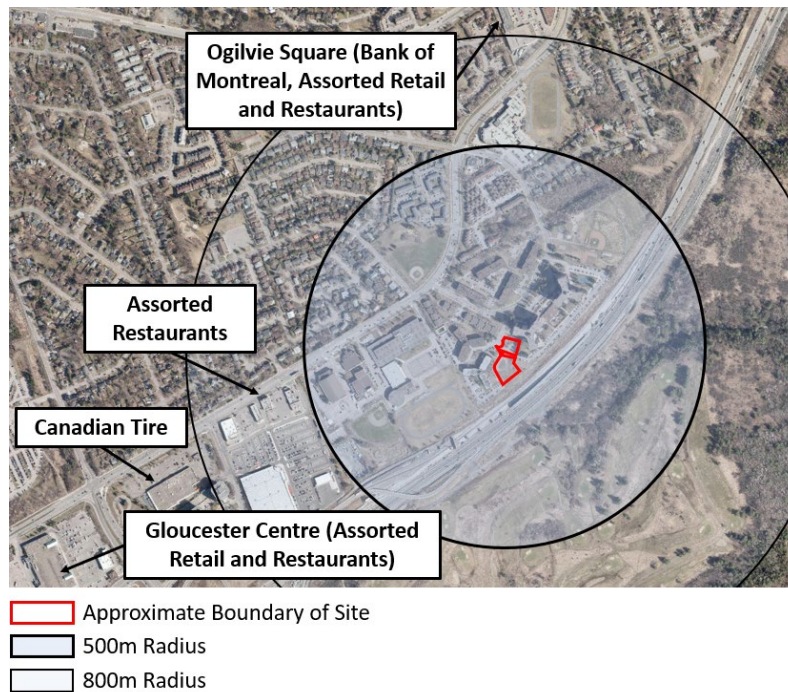 Ogilvie Square (Bank of
Montreal, Assorted Retail
and Restaurants)
Assorted
Restaurants
Canadian Tire
Gloucester Centre (Assorted
Retail and Restaurants)
Approximate Boundary of Site
500m Radius
800m Radius